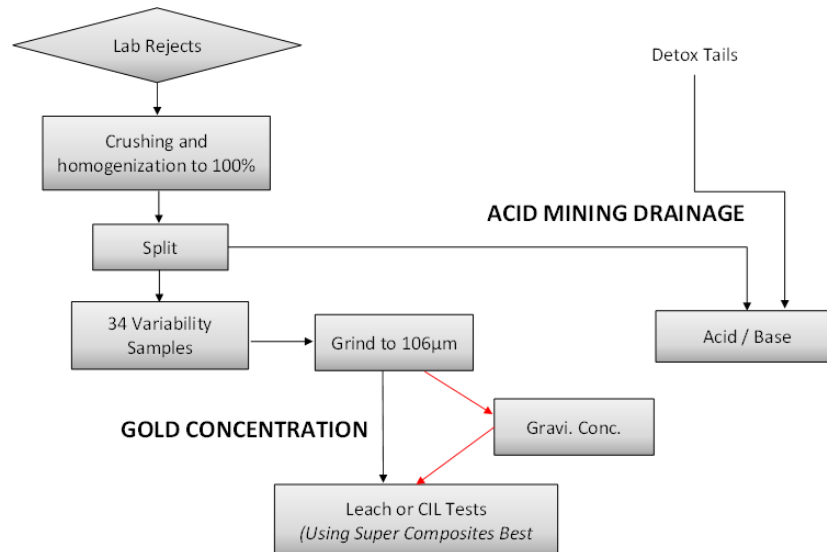 Lab Rejects
Detox Tails
Crushing and
homogenization to 100%
ACID MINING DRAINAGE
Split
34 Variability
Samples
Grind to 106µm
Acid / Base
GOLD CONCENTRATION
Gravi. Conc.
Leach or CIL Tests
(Using Super Composites Best